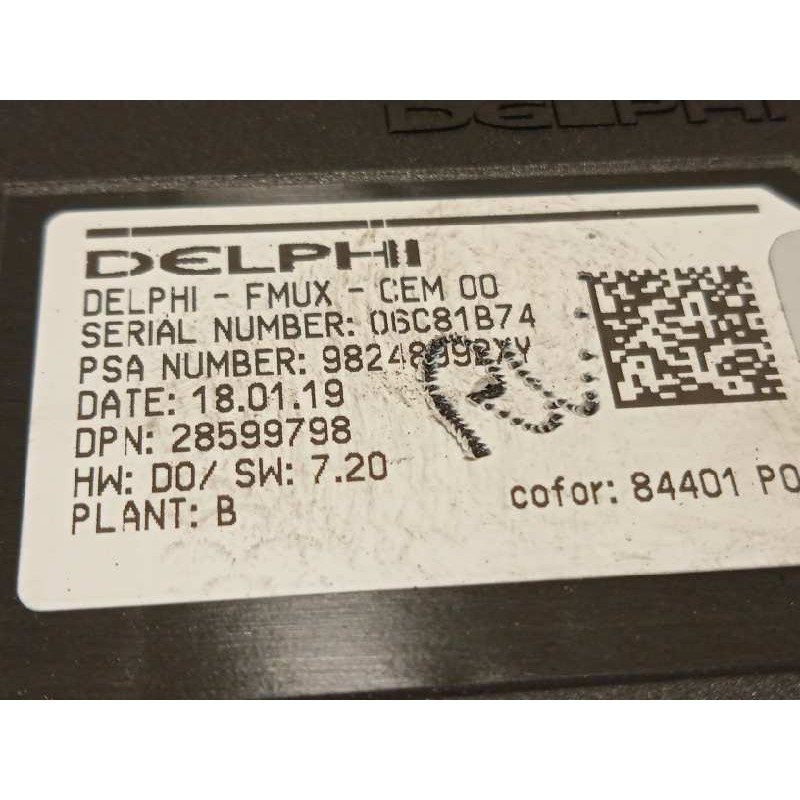 DELPHI
DELPHI
DELPHI - FMUX - CEM 00
SERIAL NUMBER: 06C81B74
PSA NUMBER:
DATE: 18.01.19
DPN: 28599798
HW: D0/ SW: 7.20
PLANT: B
cofor: 84401 P0